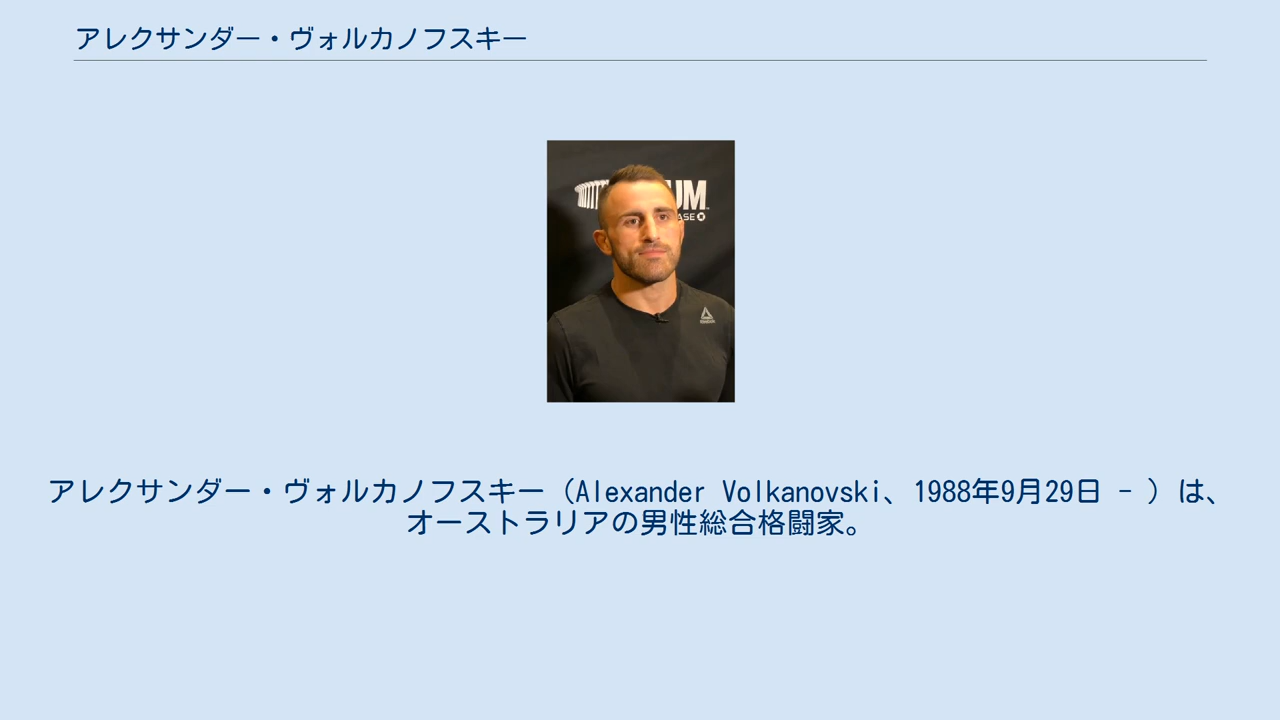 アレクサンダー・ヴォルカノフスキー
UM
ASE
アレクサンダー・ヴォルカノフスキー（Alexander Volkanovski、1988年9月29日 - ）は、
オーストラリアの男性総合格闘家。